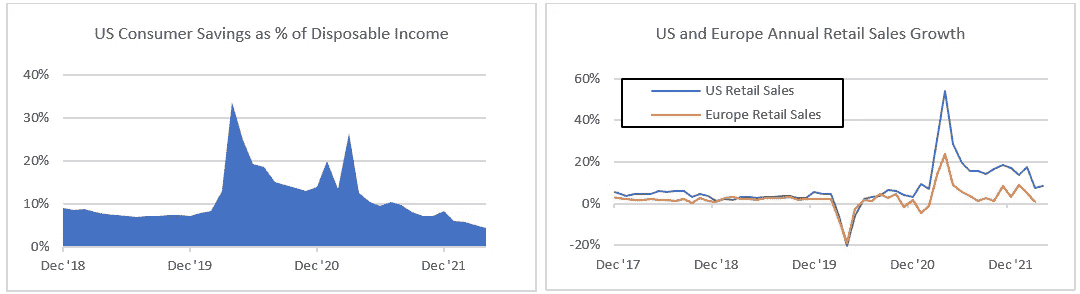 US Consumer Savings as % of Disposable Income
40%
30%
20%
10%
0%
Dec '18 Dec '19 Dec '20 Dec '21
US and Europe Annual Retail Sales Growth
60%
US Retail Sales
Europe Retail Sales
40%
20%
0%
-20%
Dec '17 Dec '18 Dec '19 Dec '20 Dec '21